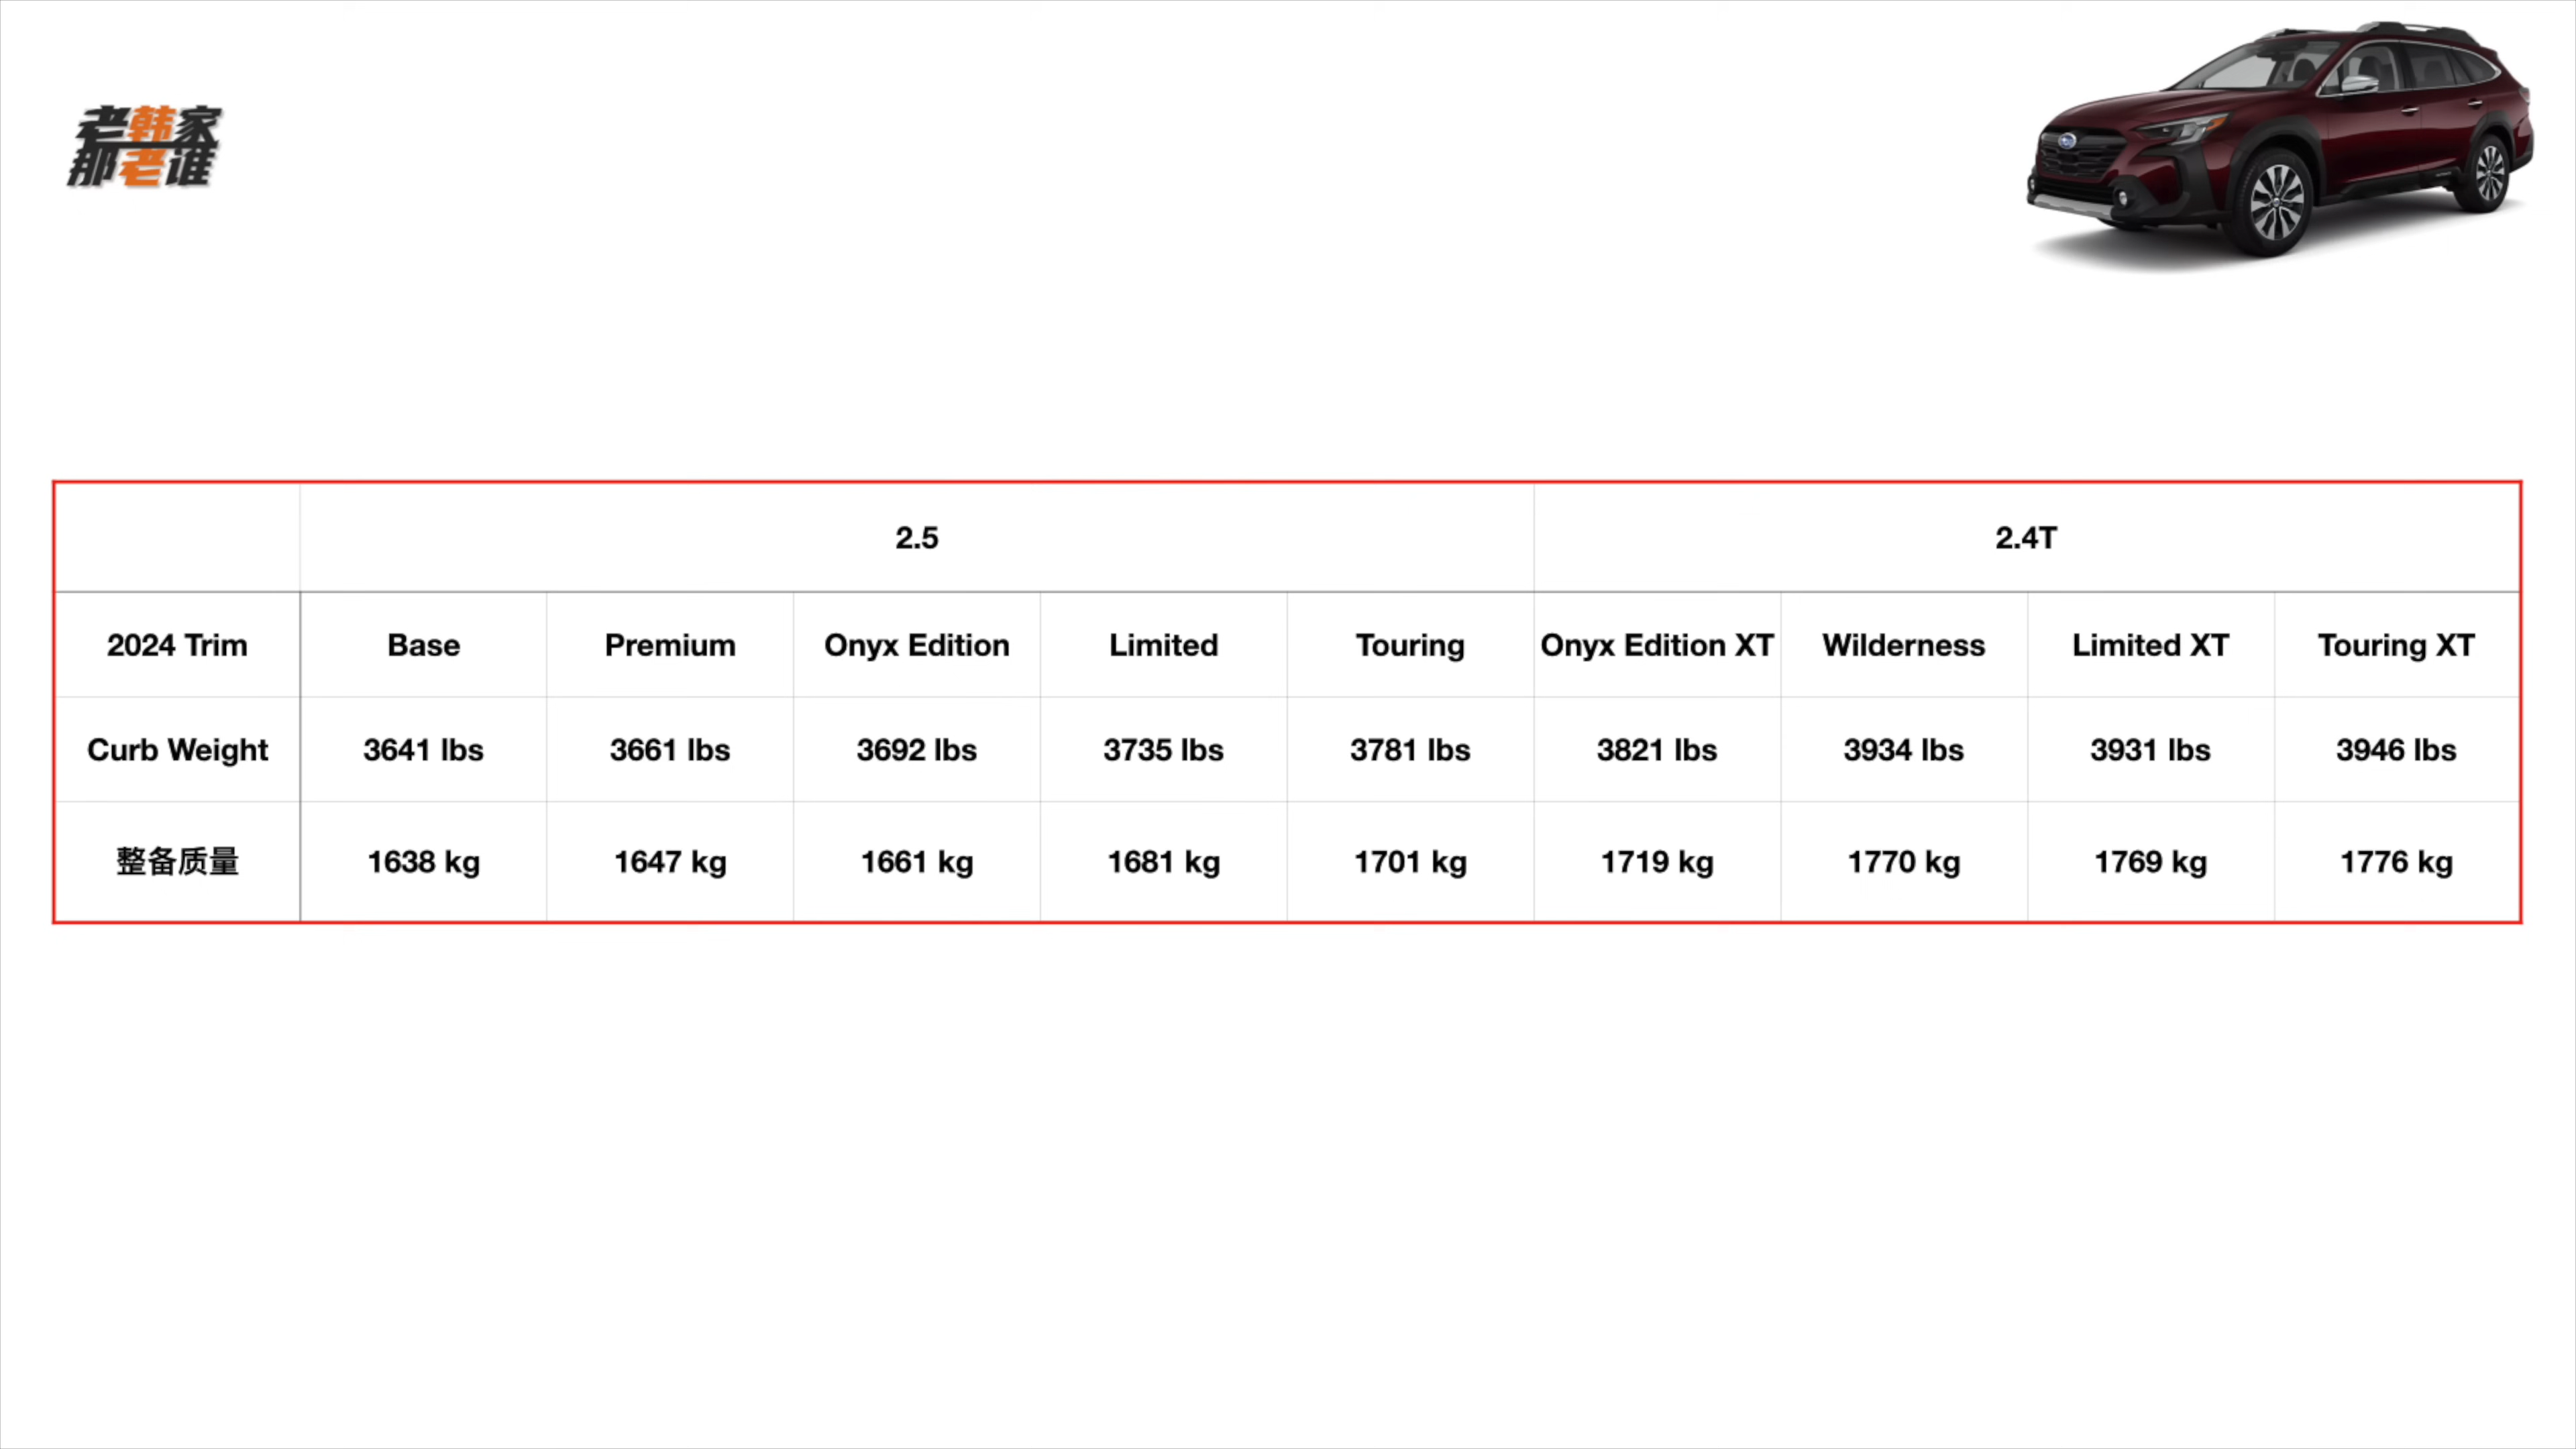 老韩家
那老谁
2.5 2.4T
2024 Trim Base Premium Onyx Edition Limited Touring Onyx Edition XT Wilderness Limited XT Touring XT
Curb Weight 3641 lbs 3661 lbs 3692 lbs 3735 lbs 3781 lbs 3821 lbs 3934 lbs 3931 lbs 3946 lbs
整备质量 1638 kg 1647 kg 1661 kg 1681 kg 1701 kg 1719 kg 1770 kg 1769 kg 1776 kg